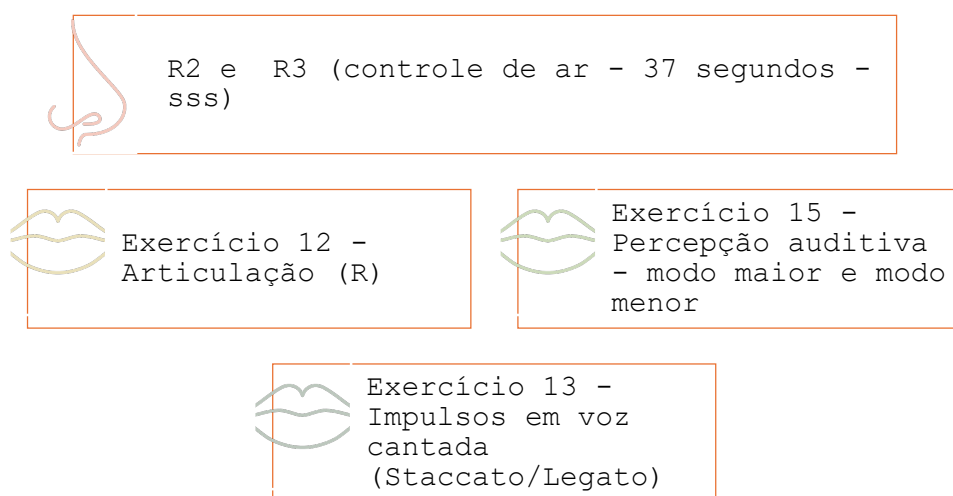 R2 e  R3 (controle de ar – 37 segundos –
sss)
Exercício 12 –
Articulação (R)
Exercício 15 –
Percepção auditiva
– modo maior e modo
menor
Exercício 13 –
Impulsos em voz
cantada
(Staccato/Legato)